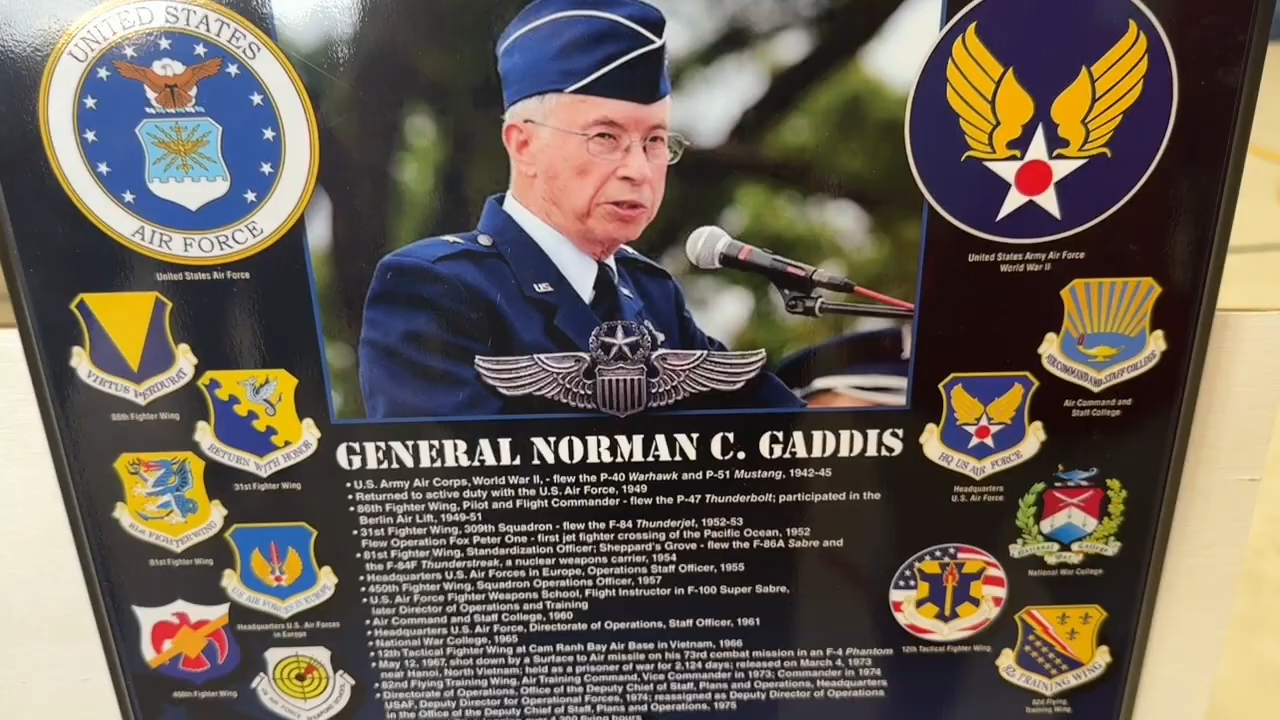 UNITED STATES
AIR FORCE
United States Air Force
United States Army Air Force
World War II
VIRTUS PERDURAT
86th Fighter Wing
RETURN WITH HONOR
31st Fighter Wing
81st FIGHTER WING
81st Fighter Wing
U.S. AIR FORCES IN EUROPE
Headquarters U.S. Air Forces
in Europe
450th Fighter Wing
AIR FORCE WEAPONS SCHOOL
US
GENERAL NORMAN C. GADDIS
• U.S. Army Air Corps, World War II, - flew the P-40 Warhawk and P-51 Mustang, 1942-45
• Returned to active duty with the U.S. Air Force, 1949
• 86th Fighter Wing, Pilot and Flight Commander - flew the P-47 Thunderbolt; participated in the
Berlin Air Lift, 1949-51
• 31st Fighter Wing, 309th Squadron - flew the F-84 Thunderjet, 1952-53
Flew Operation Fox Peter One - first jet fighter crossing of the Pacific Ocean, 1952
• 81st Fighter Wing, Standardization Officer; Sheppard's Grove - flew the F-86A Sabre and
the F-84F Thunderstreak, a nuclear weapons carrier, 1954
• Headquarters U.S. Air Forces in Europe, Operations Staff Officer, 1955
• 450th Fighter Wing, Squadron Operations Officer, 1957
• U.S. Air Force Fighter Weapons School, Flight Instructor in F-100 Super Sabre,
later Director of Operations and Training
• Air Command and Staff College, 1960
• Headquarters U.S. Air Force, Directorate of Operations, Staff Officer, 1961
• National War College, 1965
• 12th Tactical Fighter Wing at Cam Ranh Bay Air Base in Vietnam, 1966
• May 12, 1967, shot down by a Surface to Air missile on his 73rd combat mission in an F-4 Phantom
near Hanoi, North Vietnam; held as a prisoner of war for 2,124 days; released on March 4, 1973
• 82nd Flying Training Wing, Air Training Command, Vice Commander in 1973; Commander in 1974
• Directorate of Operations, Office of the Deputy Chief of Staff, Plans and Operations, Headquarters
USAF, Deputy Director for Operational Forces, 1974; reassigned as Deputy Director of Operations
in the Office of the Deputy Chief of Staff, Plans and Operations, 1975
over 4,300 flying hours
AIR COMMAND AND STAFF COLLEGE
Air Command and
Staff College
HQ US AIR FORCE
Headquarters
U.S. Air Force
National War College
National War College
12th Tactical Fighter Wing
82D TRAINING WING
82d Flying
Training Wing